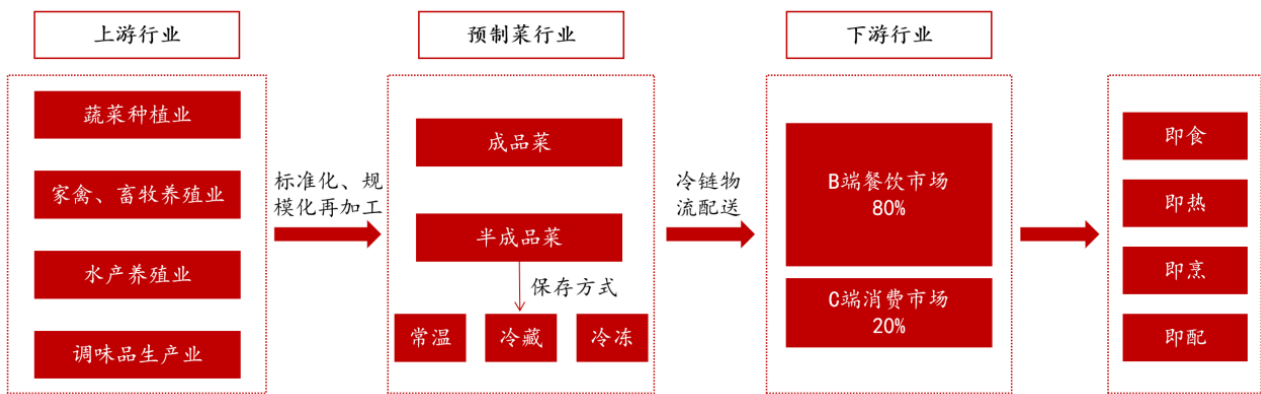 上游行业
预制菜行业
下游行业
蔬菜种植业
家禽、畜牧养殖业
水产养殖业
调味品生产业
标准化、规
模化再加工
成品菜
半成品菜
保存方式
常温
冷藏
冷冻
冷链物
流配送
B端餐饮市场
80%
C端消费市场
20%
即食
即热
即烹
即配